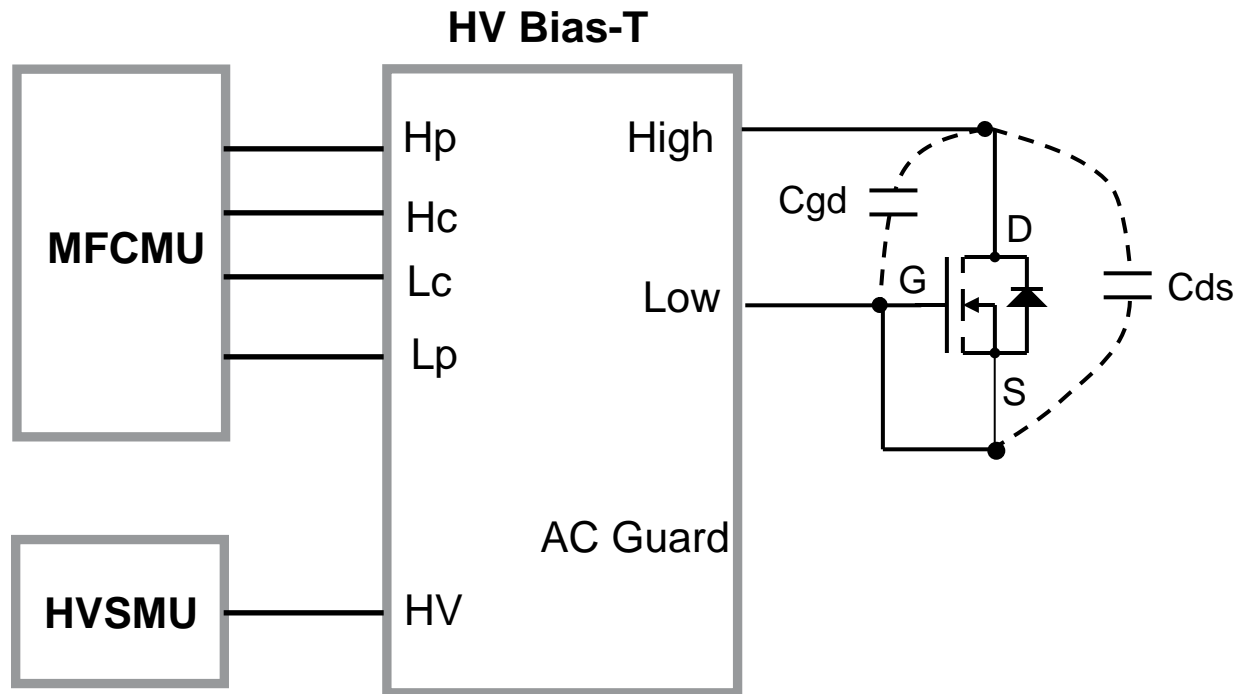 HV Bias-T
MFCMU
Hp
Hc
Lc
Lp
High
Low
Cgd
D
G
S
Cds
AC Guard
HVSMU
HV